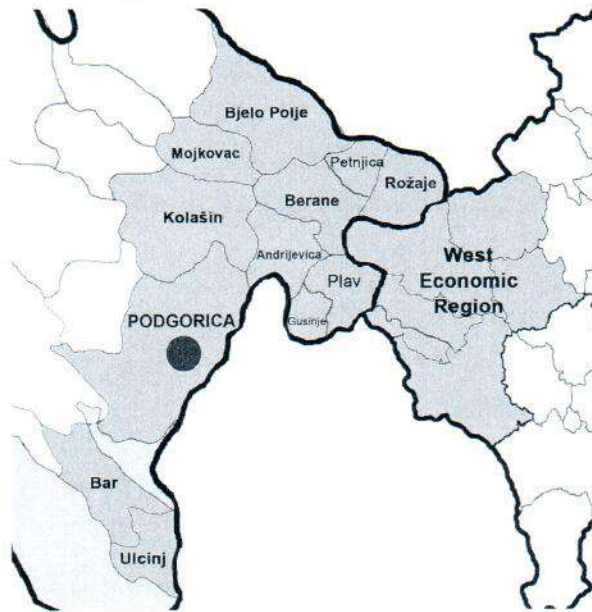 Bjelo Polje
Mojkovac
Petnjica
Rožaje
Berane
Kolašin
Andrijevica
West
Economic
Region
Plav
PODGORICA
Gusinje
Bar
Ulcinj